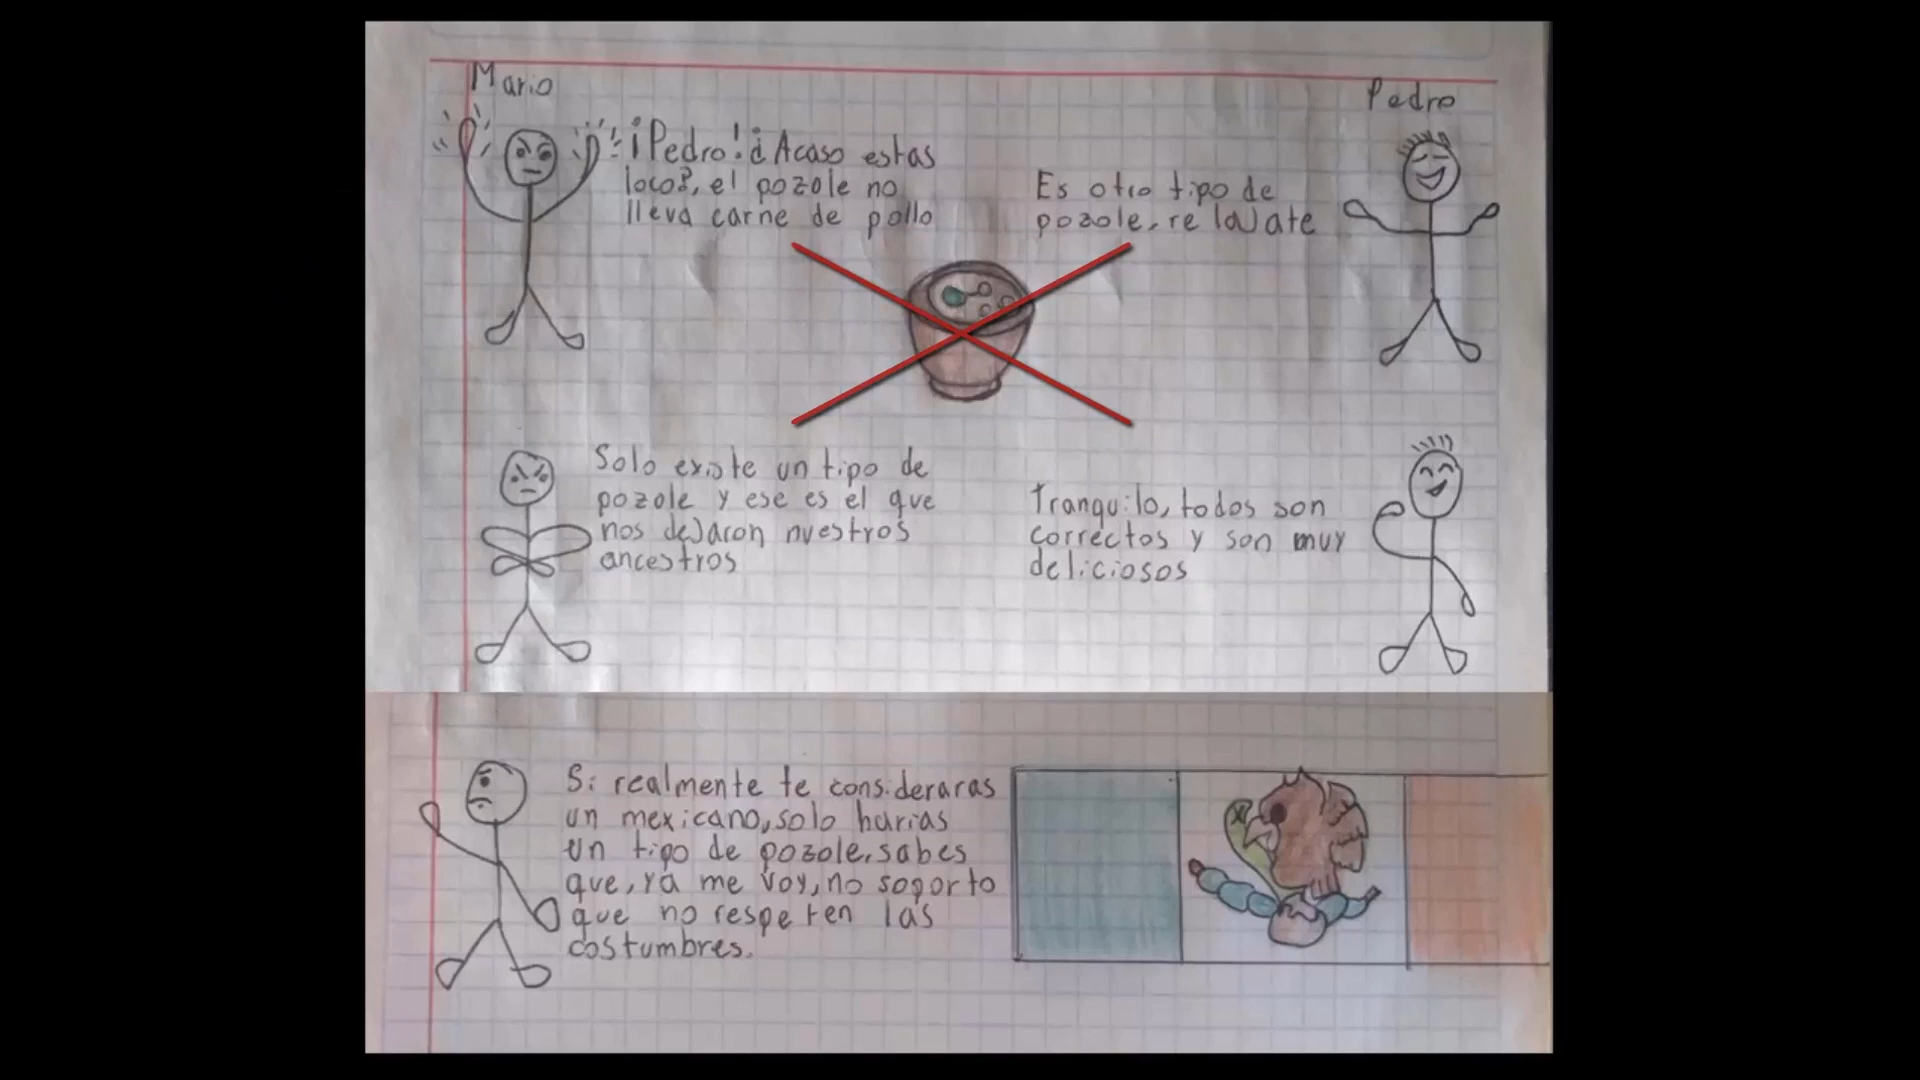 Mario
Pedro
¡Pedro! ¿Acaso estas
loco?, el pozole no
lleva carne de pollo
Es otro tipo de
pozole, relajate
Solo existe un tipo de
pozole y ese es el que
nos dejaron nuestros
ancestros
Tranquilo, todos son
correctos y son muy
deliciosos
Si realmente te consideraras
un mexicano, solo harias
un tipo de pozole, sabes
que, ya me voy, no soporto
que no respeten las
costumbres.